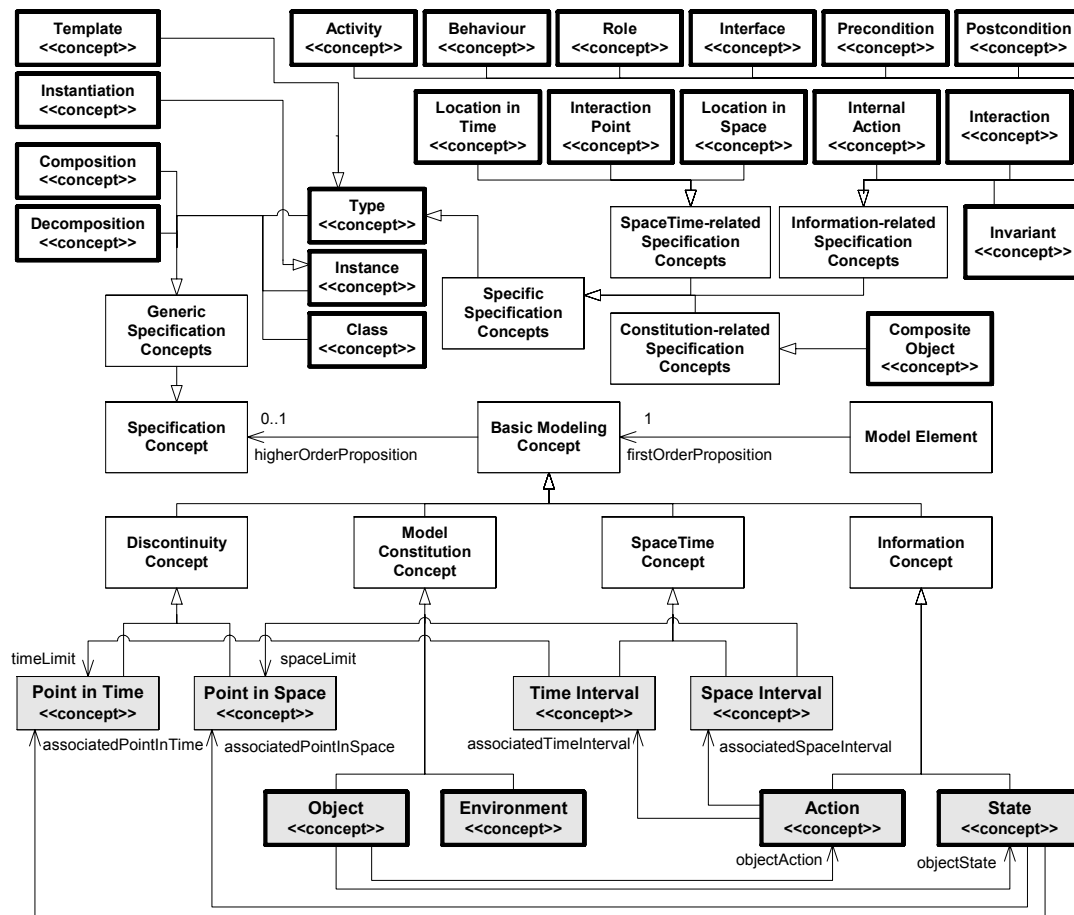 Template
<<concept>>
Activity
<<concept>>
Behaviour
<<concept>>
Role
<<concept>>
Interface
<<concept>>
Precondition
<<concept>>
Postcondition
<<concept>>
Instantiation
<<concept>>
Location in
Time
<<concept>>
Interaction
Point
<<concept>>
Location in
Space
<<concept>>
Internal
Action
<<concept>>
Interaction
<<concept>>
Composition
<<concept>>
Decomposition
<<concept>>
Type
<<concept>>
SpaceTime-related
Specification
Concepts
Information-related
Specification
Concepts
Invariant
<<concept>>
Instance
<<concept>>
Specific
Specification
Concepts
Generic
Specification
Concepts
Class
<<concept>>
Constitution-related
Specification
Concepts
Composite
Object
<<concept>>
Specification
Concept
0..1
higherOrderProposition
Basic Modeling
Concept
1
firstOrderProposition
Model Element
Discontinuity
Concept
Model
Constitution
Concept
SpaceTime
Concept
Information
Concept
timeLimit
spaceLimit
Point in Time
<<concept>>
Point in Space
<<concept>>
Time Interval
<<concept>>
Space Interval
<<concept>>
associatedPointInTime
associatedPointInSpace
associatedTimeInterval
associatedSpaceInterval
Object
<<concept>>
Environment
<<concept>>
Action
<<concept>>
State
<<concept>>
objectAction
objectState